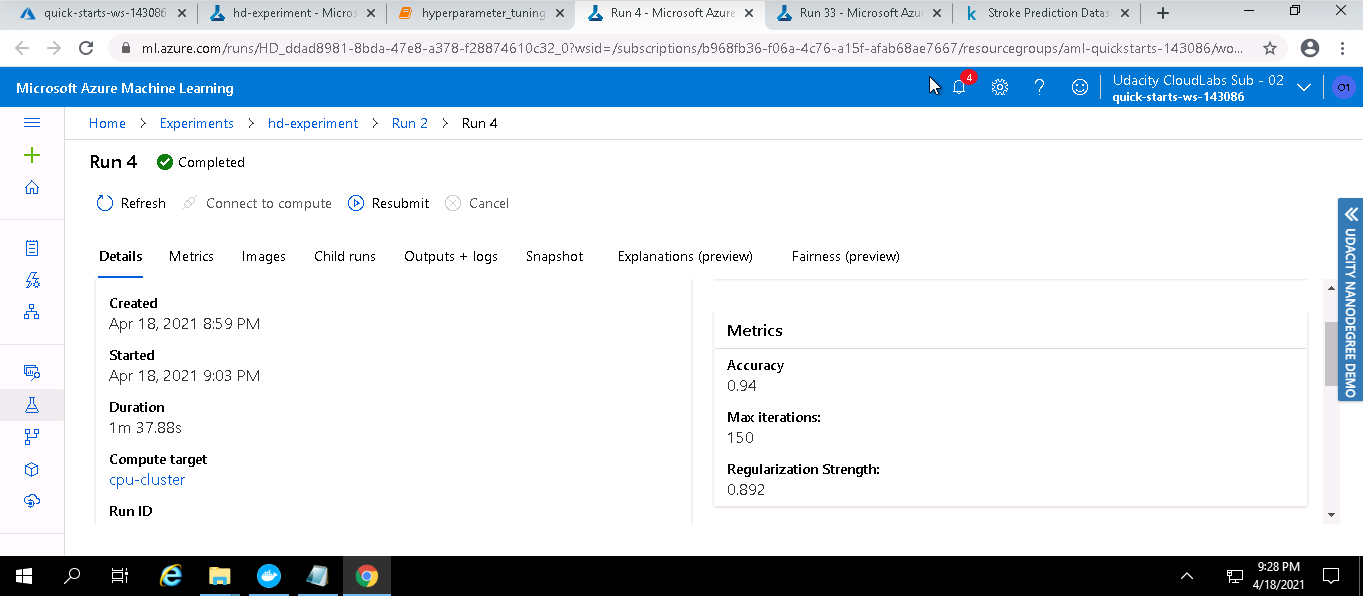 quick-starts-ws-143086
hd-experiment - Micros
hyperparameter_tuning
Run 4 - Microsoft Azure
Run 33 - Microsoft Azu
Stroke Prediction Datas
ml.azure.com/runs/HD_ddad8981-8bda-47e8-a378-f28874610c32_0?wsid=/subscriptions/b968fb36-f06a-4c76-a15f-afab68ae7667/resourcegroups/aml-quickstarts-143086/wo...
Microsoft Azure Machine Learning
4
Udacity CloudLabs Sub - 02
quick-starts-ws-143086
O1
Home > Experiments > hd-experiment > Run 2 > Run 4
Run 4 Completed
Refresh Connect to compute Resubmit Cancel
Details Metrics Images Child runs Outputs + logs Snapshot Explanations (preview) Fairness (preview)
Created
Apr 18, 2021 8:59 PM
Started
Apr 18, 2021 9:03 PM
Duration
1m 37.88s
Compute target
cpu-cluster
Run ID
Metrics
Accuracy
0.94
Max iterations:
150
Regularization Strength:
0.892
UDACITY NANODEGREE DEMO
9:28 PM
4/18/2021